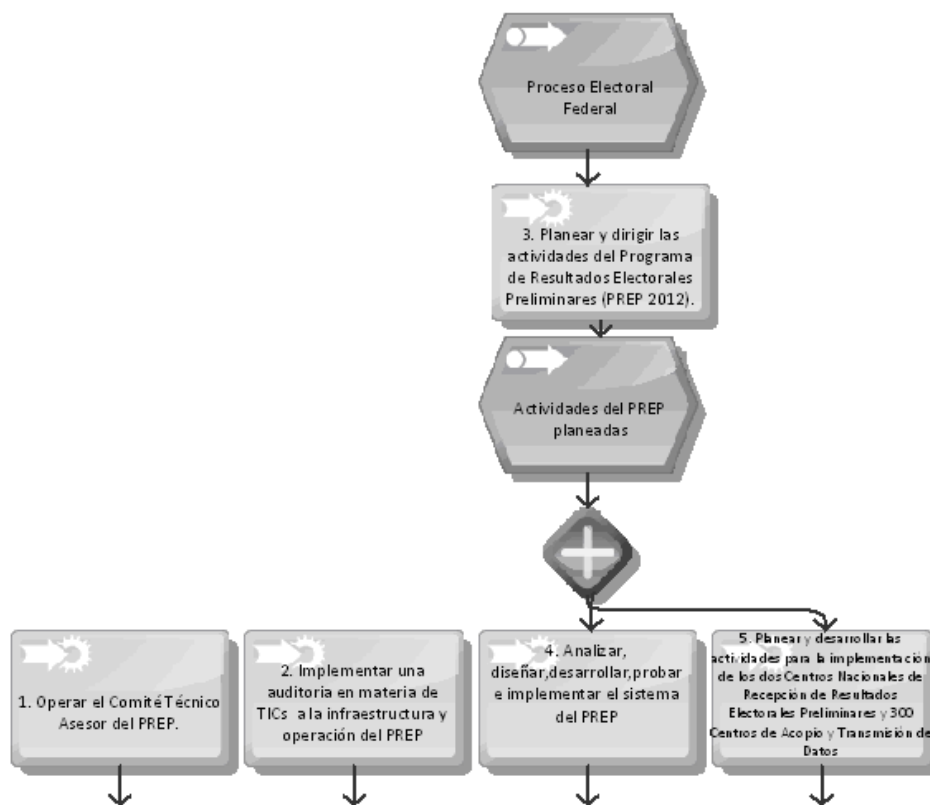 Proceso Electoral
Federal
3. Planear y dirigir las
actividades del Programa
de Resultados Electorales
Preliminares (PREP 2012).
Actividades del PREP
planeadas
1. Operar el Comité Técnico
Asesor del PREP.
2. Implementar una
auditoria en materia de
TICs a la infraestructura y
operación del PREP
4. Analizar,
diseñar,desarrollar,probar
e implementar el sistema
del PREP
5. Planear y desarrollar las
actividades para la implementación
de los dos Centros Nacionales de
Recepción de Resultados
Electorales Preliminares y 300
Centros de Acopio y Transmisión de
Datos